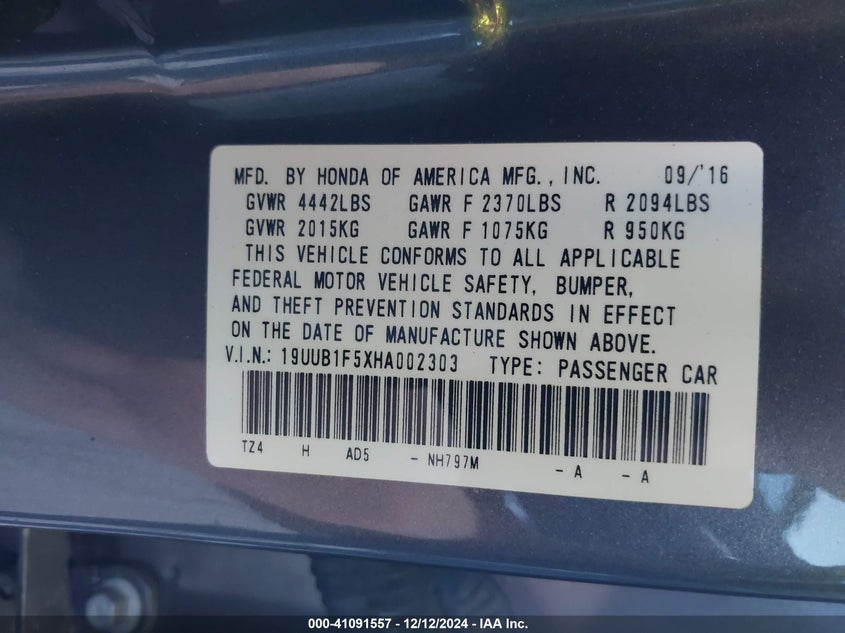 MFD. BY HONDA OF AMERICA MFG., INC. 09/'16
GVWR 4442LBS GAWR F 2370LBS R 2094LBS
GVWR 2015KG GAWR F 1075KG R 950KG
THIS VEHICLE CONFORMS TO ALL APPLICABLE
FEDERAL MOTOR VEHICLE SAFETY, BUMPER,
AND THEFT PREVENTION STANDARDS IN EFFECT
ON THE DATE OF MANUFACTURE SHOWN ABOVE.
V.I.N.: 19UUB1F5XHA002303 TYPE: PASSENGER CAR
TZ4 H AD5 - NH797M - A - A
000-41091557 - 12/12/2024 - IAA Inc.